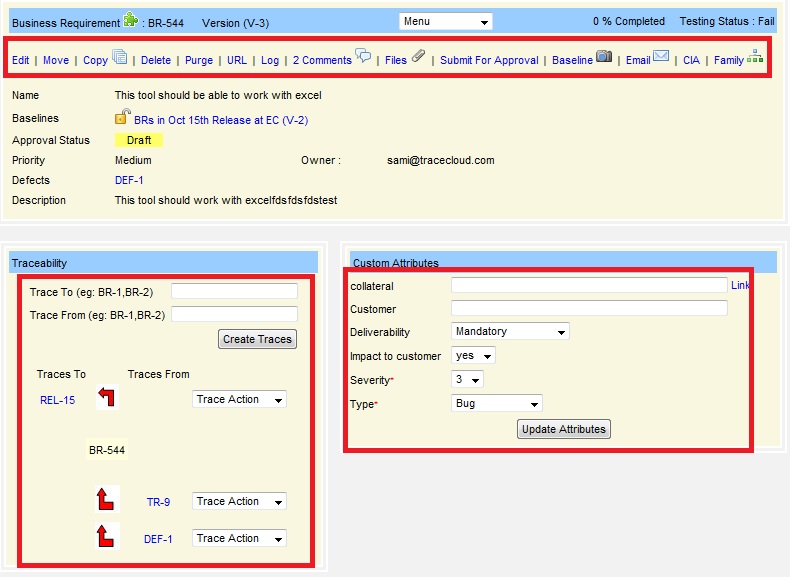 Business Requirement : BR-544 Version (V-3) Menu 0 % Completed Testing Status : Fail
Edit | Move | Copy | Delete | Purge | URL | Log | 2 Comments | Files | Submit For Approval | Baseline | Email | CIA | Family
Name This tool should be able to work with excel
Baselines BRs in Oct 15th Release at EC (V-2)
Approval Status Draft
Priority Medium Owner : sami@tracecloud.com
Defects DEF-1
Description This tool should work with excelfdsfdsfdstest
Traceability
Trace To (eg: BR-1,BR-2)
Trace From (eg: BR-1,BR-2)
Create Traces
Traces To Traces From
REL-15 Trace Action
BR-544
TR-9 Trace Action
DEF-1 Trace Action
Custom Attributes
collateral Link
Customer
Deliverability Mandatory
Impact to customer yes
Severity* 3
Type* Bug
Update Attributes